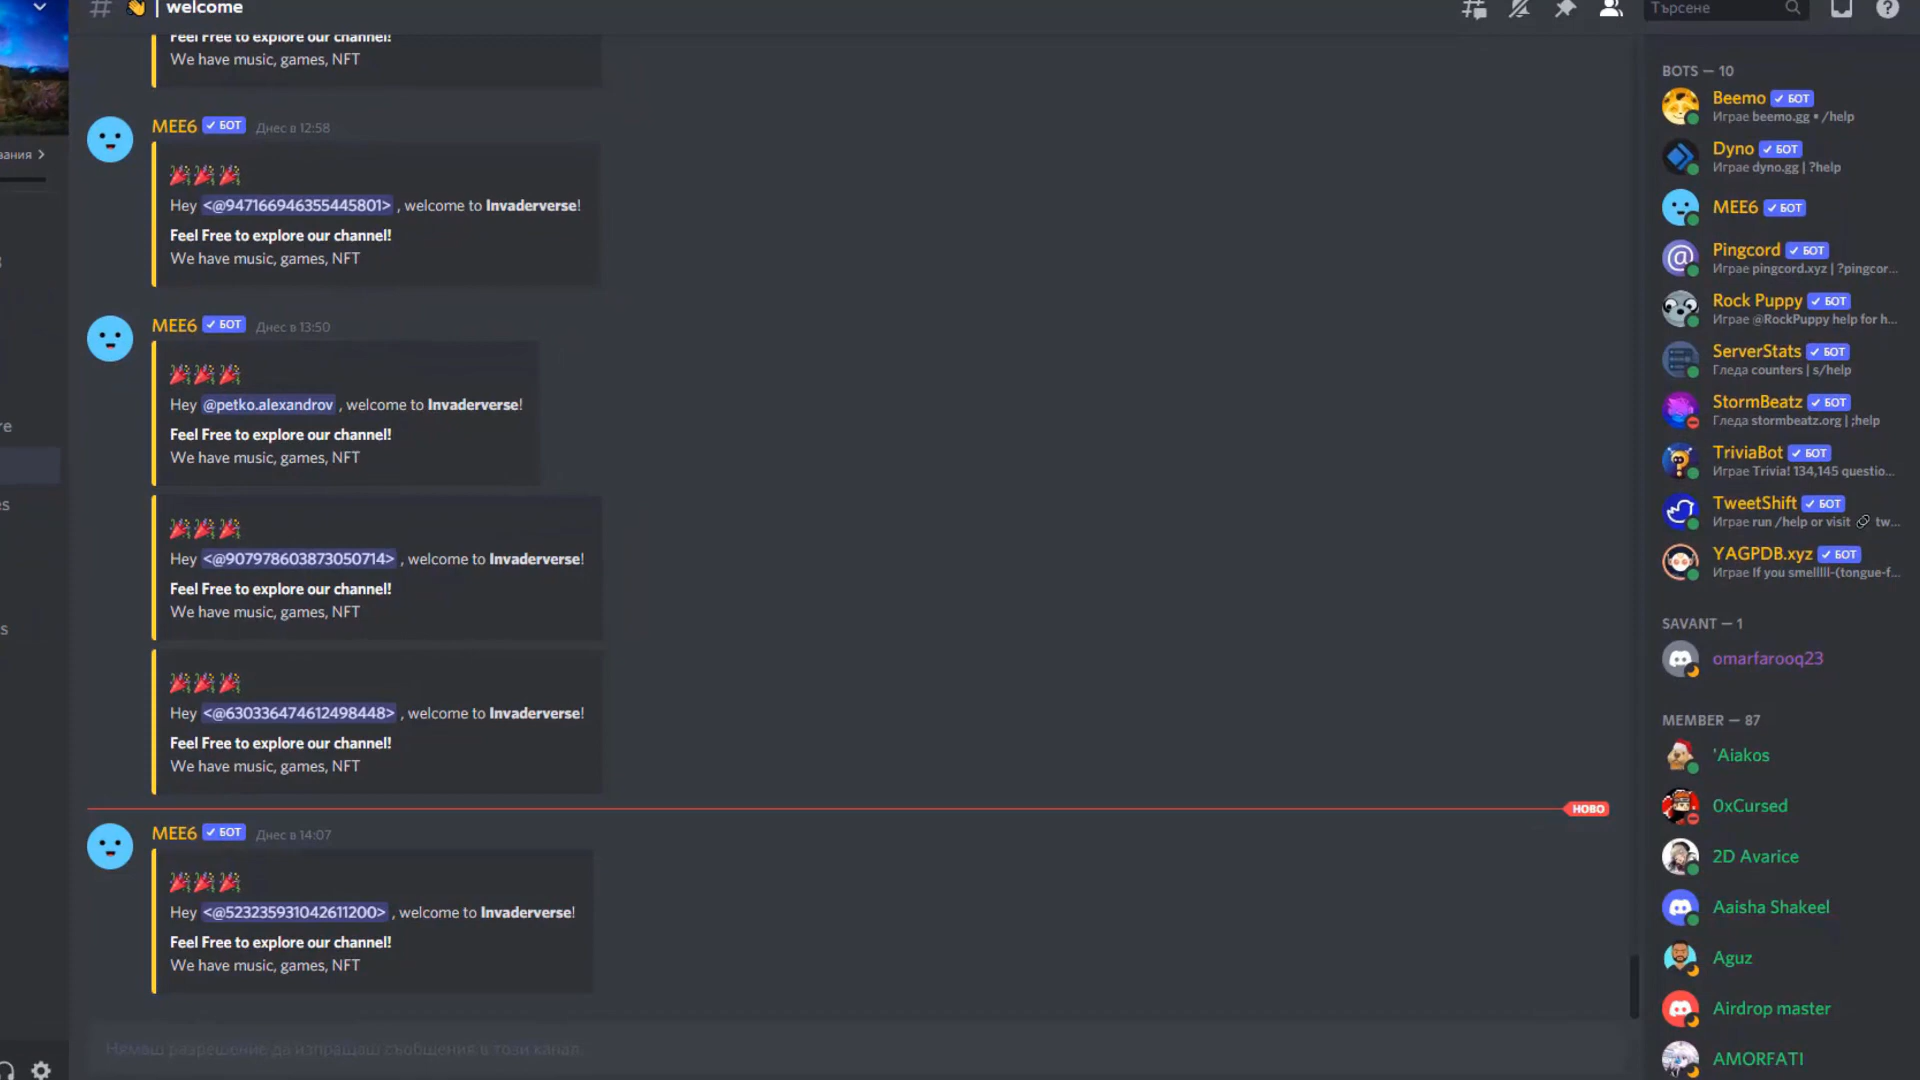 | welcome
Търсене
Feel Free to explore our channel!
We have music, games, NFT
вания
MEE6 БОТ Днес в 12:58
Hey <@947166946355445801> , welcome to Invaderverse!
Feel Free to explore our channel!
We have music, games, NFT
MEE6 БОТ Днес в 13:50
Hey @petko.alexandrov , welcome to Invaderverse!
Feel Free to explore our channel!
We have music, games, NFT
re
s
Hey <@907978603873050714> , welcome to Invaderverse!
Feel Free to explore our channel!
We have music, games, NFT
s
Hey <@630336474612498448> , welcome to Invaderverse!
Feel Free to explore our channel!
We have music, games, NFT
НОВО
MEE6 БОТ Днес в 14:07
Hey <@523235931042611200> , welcome to Invaderverse!
Feel Free to explore our channel!
We have music, games, NFT
Нямаш разрешение да изпращаш съобщения в този канал.
BOTS — 10
Beemo БОТ
Играе beemo.gg • /help
Dyno БОТ
Играе dyno.gg | ?help
MEE6 БОТ
Pingcord БОТ
Играе pingcord.xyz | ?pingcor...
Rock Puppy БОТ
Играе @RockPuppy help for h...
ServerStats БОТ
Гледа counters | s/help
StormBeatz БОТ
Гледа stormbeatz.org | ;help
TriviaBot БОТ
Играе Trivia! 134,145 questio...
TweetShift БОТ
Играе run /help or visit 🔗 tw...
YAGPDB.xyz БОТ
Играе If you smelllll-(tongue-f...
SAVANT — 1
omarfarooq23
MEMBER — 87
'Aiakos
0xCursed
2D Avarice
Aaisha Shakeel
Aguz
Airdrop master
AMORFATI